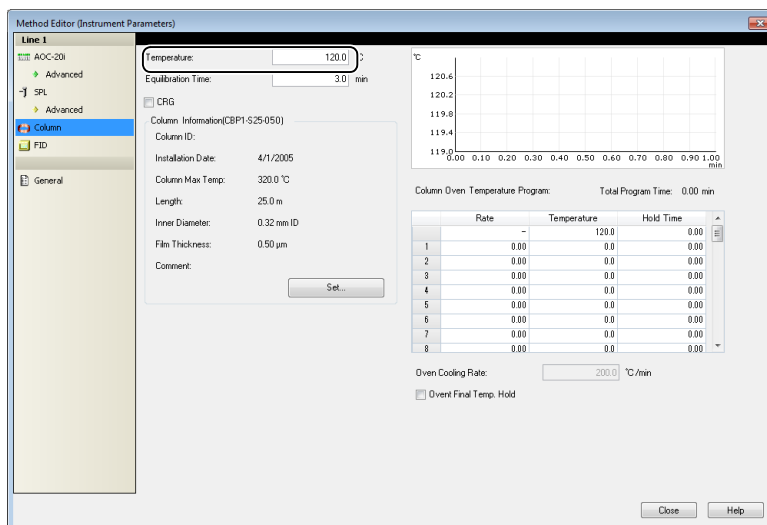 Method Editor (Instrument Parameters)
Line 1
AOC-20i
Advanced
SPL
Advanced
Column
FID
General
Temperature: 120.0
Equilibration Time: 3.0 min
CRG
Column Information(CBP1-S25-050)
Column ID:
Installation Date: 4/1/2005
Column Max Temp: 320.0 °C
Length: 25.0 m
Inner Diameter: 0.32 mm ID
Film Thickness: 0.50 µm
Comment:
Set...
°C
120.6
120.2
119.8
119.4
119.0
0.00 0.10 0.20 0.30 0.40 0.50 0.60 0.70 0.80 0.90 1.00
min
Column Oven Temperature Program: Total Program Time: 0.00 min
Rate Temperature Hold Time
- 120.0 0.00
1 0.00 0.0 0.00
2 0.00 0.0 0.00
3 0.00 0.0 0.00
4 0.00 0.0 0.00
5 0.00 0.0 0.00
6 0.00 0.0 0.00
7 0.00 0.0 0.00
8 0.00 0.0 0.00
Oven Cooling Rate: 200.0 °C/min
Ovent Final Temp. Hold
Close Help